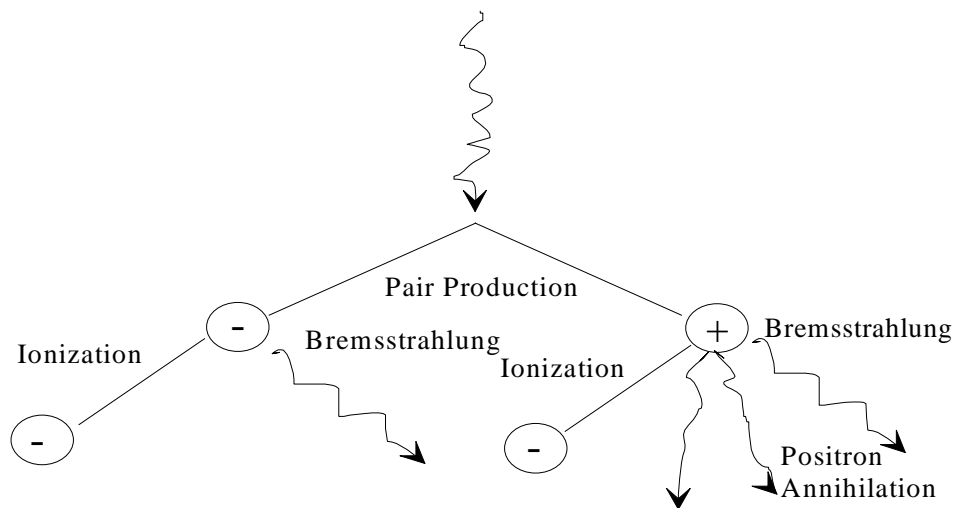 Pair Production
-
+
Bremsstrahlung
Bremsstrahlung
Ionization
Ionization
-
-
Positron
Annihilation